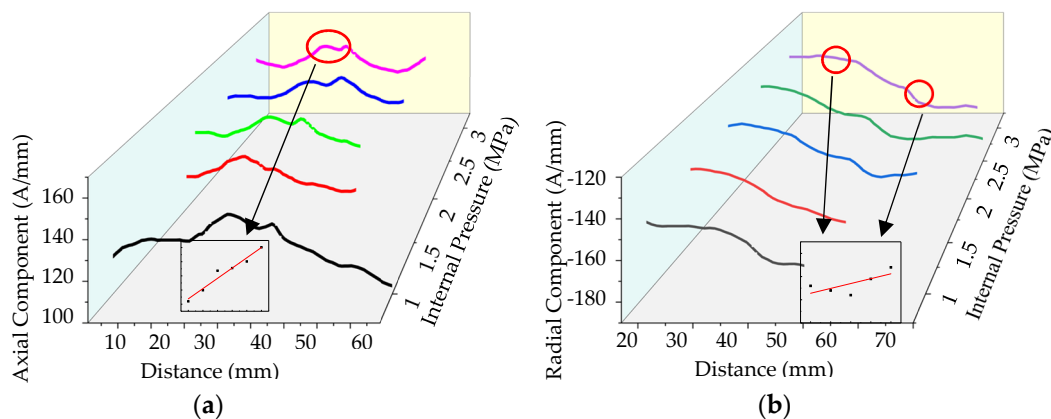 Axial Component (A/mm)
160
140
120
100
10 20 30 40 50 60
Distance (mm)
1 1.5 2 2.5 3
Internal Pressure (MPa)
(a)
Radial Component (A/mm)
-120
-140
-160
-180
20 30 40 50 60 70
Distance (mm)
1 1.5 2 2.5 3
Internal Pressure (MPa)
(b)